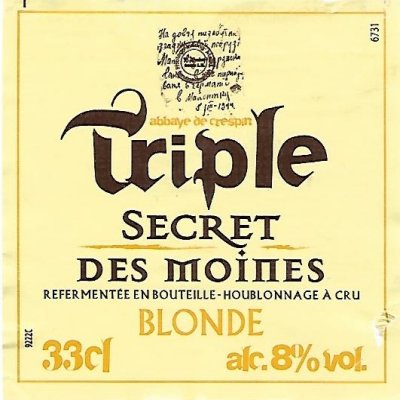 На
6731
abbaye de crespin
Triple
SECRET
DES MOINES
REFERMENTÉE EN BOUTEILLE-HOUBLONNAGE À CRU
BLONDE
9222C
33cl alc.8%vol.